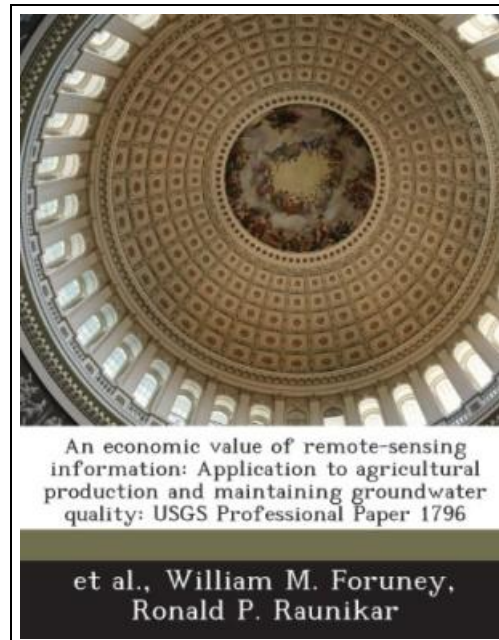 An economic value of remote-sensing
information: Application to agricultural
production and maintaining groundwater
quality: USGS Professional Paper 1796
et al., William M. Foruney,
Ronald P. Raunikar